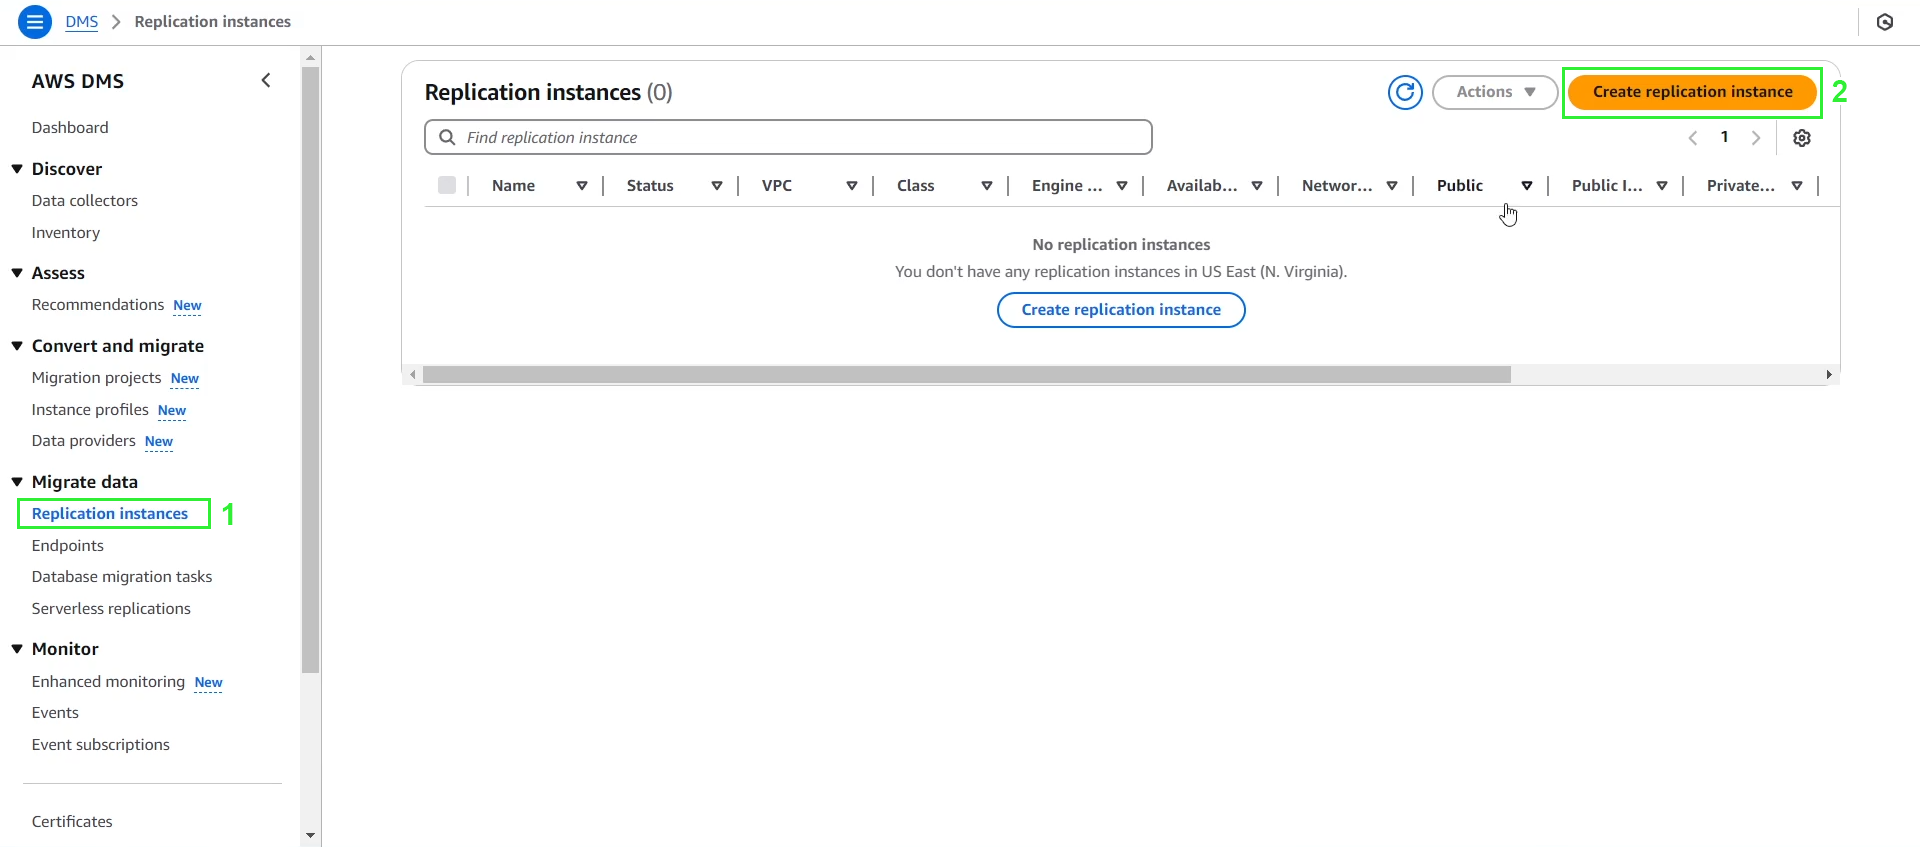 DMS > Replication instances
AWS DMS
Dashboard
Discover
Data collectors
Inventory
Assess
Recommendations New
Convert and migrate
Migration projects New
Instance profiles New
Data providers New
Migrate data
Replication instances 1
Endpoints
Database migration tasks
Serverless replications
Monitor
Enhanced monitoring New
Events
Event subscriptions
Certificates
Replication instances (0)
Actions
Create replication instance 2
Find replication instance
1
Name Status VPC Class Engine ... Availab... Networ... Public Public I... Private...
No replication instances
You don't have any replication instances in US East (N. Virginia).
Create replication instance